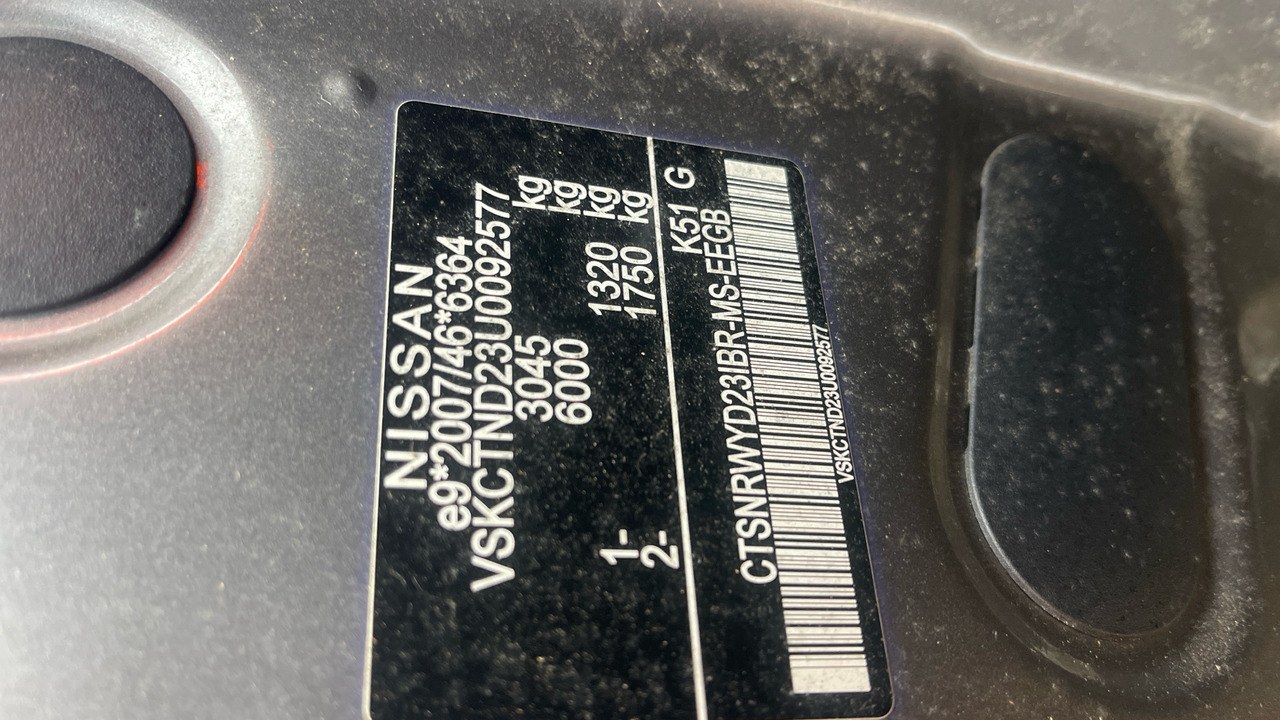 NISSAN
e9*2007/46*6364
VSKCTND23U0092577
3045 kg
6000 kg
1- 1320 kg
2- 1750 kg
K51 G
CTSNRWYD23IBR-MS-EEGB
VSKCTND23U0092577